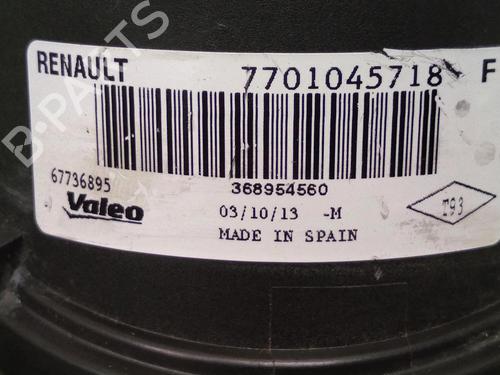 B-PARTS
RENAULT 7701045718 F
67736895 368954560
Valeo 03/10/13 -M T93
MADE IN SPAIN